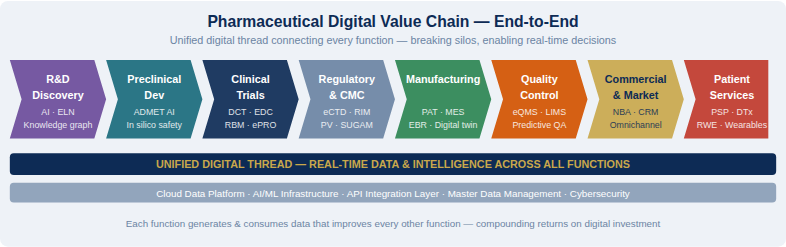 Pharmaceutical Digital Value Chain — End-to-End
Unified digital thread connecting every function — breaking silos, enabling real-time decisions
R&D
Discovery
AI · ELN
Knowledge graph
Preclinical
Dev
ADMET AI
In silico safety
Clinical
Trials
DCT · EDC
RBM · ePRO
Regulatory
& CMC
eCTD · RIM
PV · SUGAM
Manufacturing
PAT · MES
EBR · Digital twin
Quality
Control
eQMS · LIMS
Predictive QA
Commercial
& Market
NBA · CRM
Omnichannel
Patient
Services
PSP · DTx
RWE · Wearables
UNIFIED DIGITAL THREAD — REAL-TIME DATA & INTELLIGENCE ACROSS ALL FUNCTIONS
Cloud Data Platform · AI/ML Infrastructure · API Integration Layer · Master Data Management · Cybersecurity
Each function generates & consumes data that improves every other function — compounding returns on digital investment